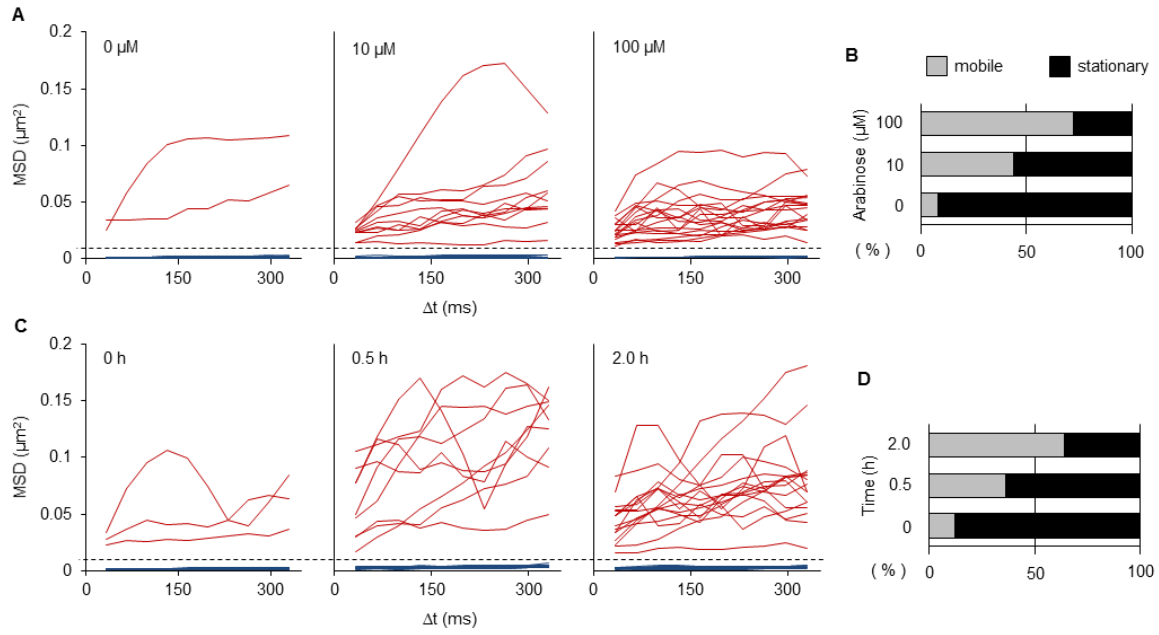 A
0 µM
10 µM
100 µM
0.2
0.15
0.1
0.05
0
MSD (µm²)
0 150 300 0 150 300 0 150 300
Δt (ms)
B
mobile stationary
Arabinose (µM)
100
10
0
( % ) 0 50 100
C
0 h
0.5 h
2.0 h
0.2
0.15
0.1
0.05
0
MSD (µm²)
0 150 300 0 150 300 0 150 300
Δt (ms)
D
Time (h)
2.0
0.5
0
( % ) 0 50 100